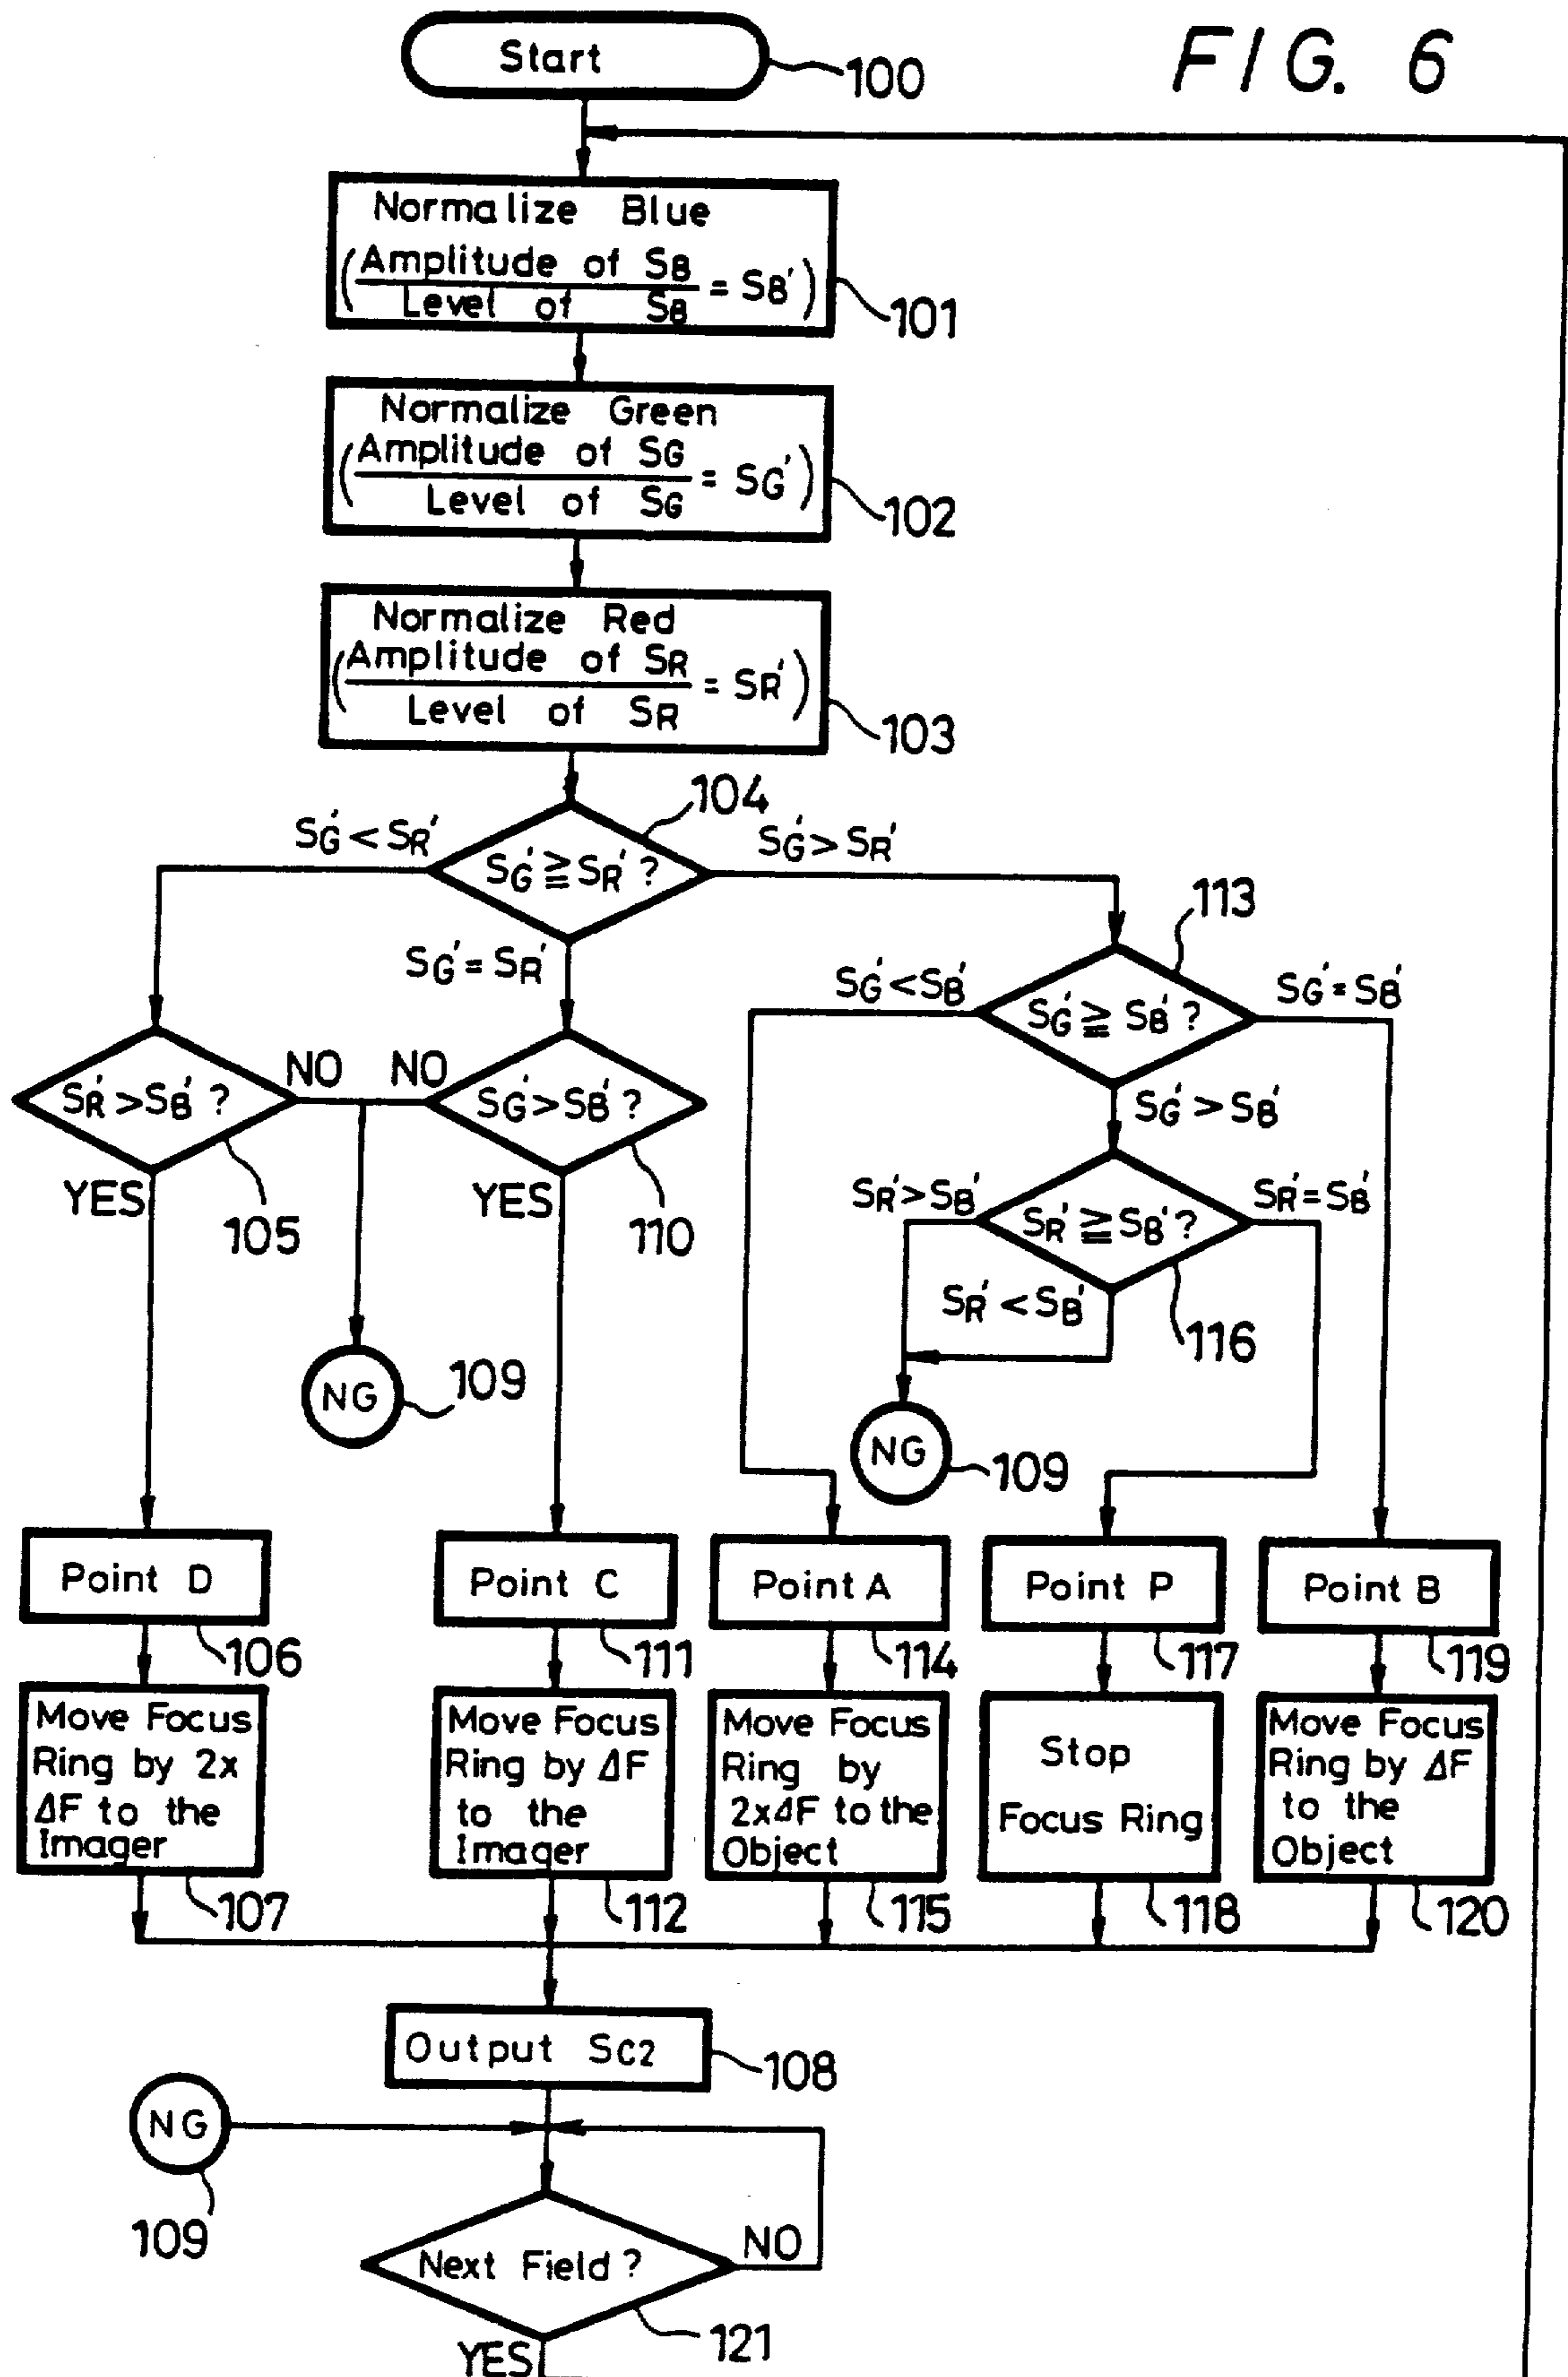 FIG. 6
Start
100
Normalize Blue
(Amplitude of SB
Level of SB = SB')
101
Normalize Green
(Amplitude of SG
Level of SG = SG')
102
Normalize Red
(Amplitude of SR
Level of SR = SR')
103
104
SG' < SR'
SG' ≧ SR' ?
SG' > SR'
SG' = SR'
113
SG' < SB'
SG' ≧ SB' ?
SG' = SB'
SG' > SB'
SR' > SB' ?
NO
NO
SG' > SB' ?
YES
105
YES
110
SR' > SB'
SR' ≧ SB' ?
SR' = SB'
SR' < SB'
116
NG
109
NG
109
Point D
Point C
Point A
Point P
Point B
106
111
114
117
119
Move Focus
Ring by 2x
ΔF to the
Imager
107
Move Focus
Ring by ΔF
to the
Imager
112
Move Focus
Ring by
2xΔF to the
Object
115
Stop
Focus Ring
118
Move Focus
Ring by ΔF
to the
Object
120
Output SC2
108
NG
109
Next Field ?
NO
121
YES